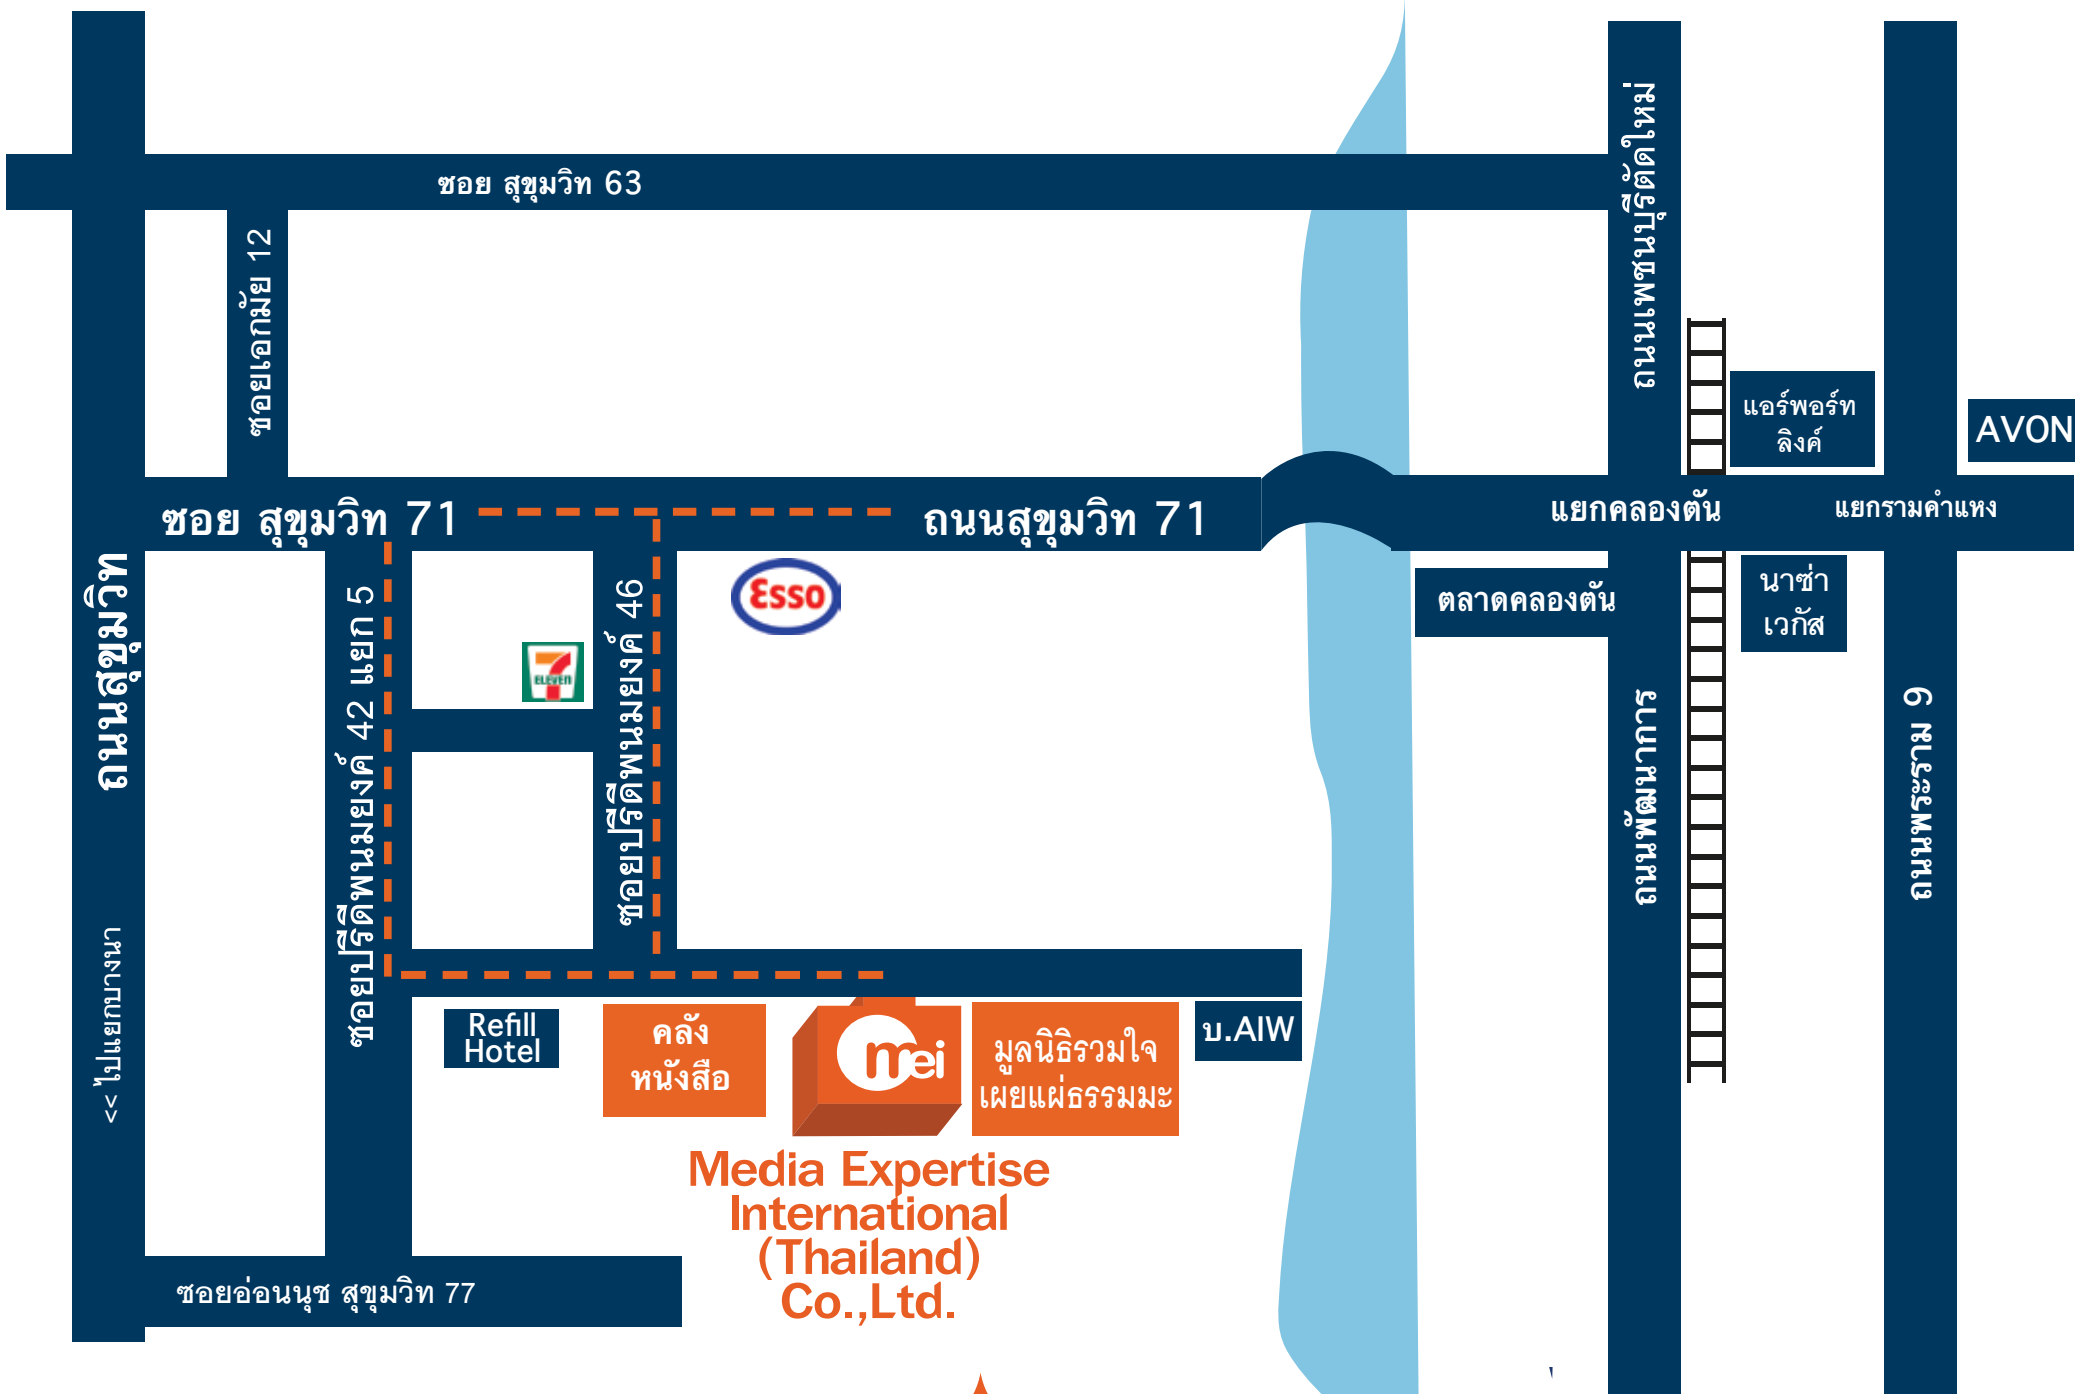 ซอย สุขุมวิท 63
ถนนเพชนบุรีตัดใหม่
ซอยเอกมัย 12
แอร์พอร์ท
ลิงค์
AVON
ซอย สุขุมวิท 71
ถนนสุขุมวิท 71
แยกคลองตัน
แยกรามคำแหง
ถนนสุขุมวิท
ซอยปรีดีพนมยงค์ 42 แยก 5
ซอยปรีดีพนมยงค์ 46
Esso
7
ELEVEN
ตลาดคลองตัน
นาซ่า
เวกัส
ถนนพัฒนาการ
ถนนพระราม 9
<< ไปแยกบางนา
Refill
Hotel
คลัง
หนังสือ
mei
มูลนิธิรวมใจ
เผยแผ่ธรรมมะ
บ.AIW
Media Expertise
International
(Thailand)
Co.,Ltd.
ซอยอ่อนนุช สุขุมวิท 77